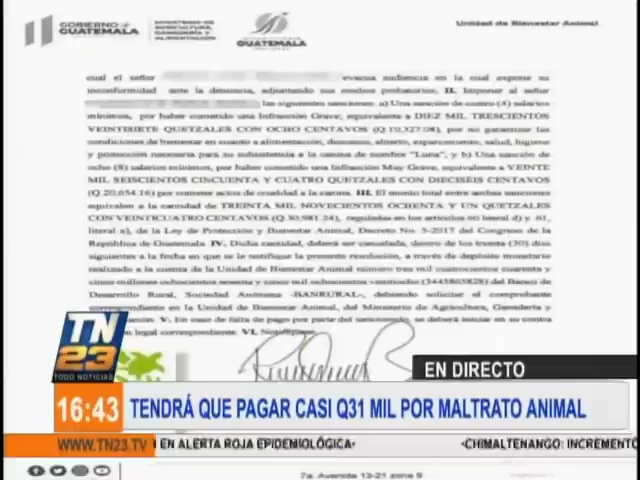 GOBIERNO de GUATEMALA
MINISTERIO DE AGRICULTURA, GANADERÍA Y ALIMENTACIÓN
GUATEMALA
Unidad de Bienestar Animal
cual el señor evacua audiencia en la cual expone su
inconformidad ante la denuncia, adjuntando sus medios probatorios. II. Imponer al señor
las siguientes sanciones: a) Una sanción de cuatro (4) salarios
mínimos, por haber cometido una Infracción Grave; equivalente a DIEZ MIL TRESCIENTOS
VEINTISIETE QUETZALES CON OCHO CENTAVOS (Q.10,327.08), por no garantizar las
condiciones de bienestar en cuanto a alimentación, descanso, albergue, esparcimiento, salud, higiene
y protección necesaria para su subsistencia a la canina de nombre "Luna", y b) Una sanción de
ocho (8) salarios mínimos, por haber cometido una Infracción Muy Grave, equivalente a VEINTE
MIL SEISCIENTOS CINCUENTA Y CUATRO QUETZALES CON DIECISÉIS CENTAVOS
(Q.20,654.16) por cometer actos de crueldad a la canina. III. El monto total entre ambas sanciones
equivalen a la cantidad de TREINTA MIL NOVECIENTOS OCHENTA Y UN QUETZALES
CON VEINTICUATRO CENTAVOS (Q.30,981.24), reguladas en los artículos literal d) y 61,
literal a), de la Ley de Protección y Bienestar Animal, Decreto No. 5-2017 del Congreso de la
República de Guatemala IV. Dicha cantidad, deberá ser cancelada, dentro de los treinta (30) días
siguientes a la fecha en que se le notifique la presente resolución, a través de depósito monetario
realizado a la cuenta de la Unidad de Bienestar Animal número tres mil cuatrocientos cuarenta y
cinco millones ochocientos sesenta y cinco mil ochocientos veintiocho (3445865828) del Banco de
Desarrollo Rural, Sociedad Anónima -BANRURAL-, debiendo solicitar el comprobante
correspondiente en la Unidad de Bienestar Animal, del Ministerio de Agricultura, Ganadería y
V. En caso de falta de pago por parte del sancionado, se deberá iniciar en su contra
legal correspondiente. VI. Notifíquese.
TN
23
TODO NOTICIAS
EN DIRECTO
16:43 TENDRÁ QUE PAGAR CASI Q31 MIL POR MALTRATO ANIMAL
WWW.TN23.TV EN ALERTA ROJA EPIDEMIOLÓGICA• •CHIMALTENANGO: INCREMENTO
7a. Avenida 13-21 zona 9